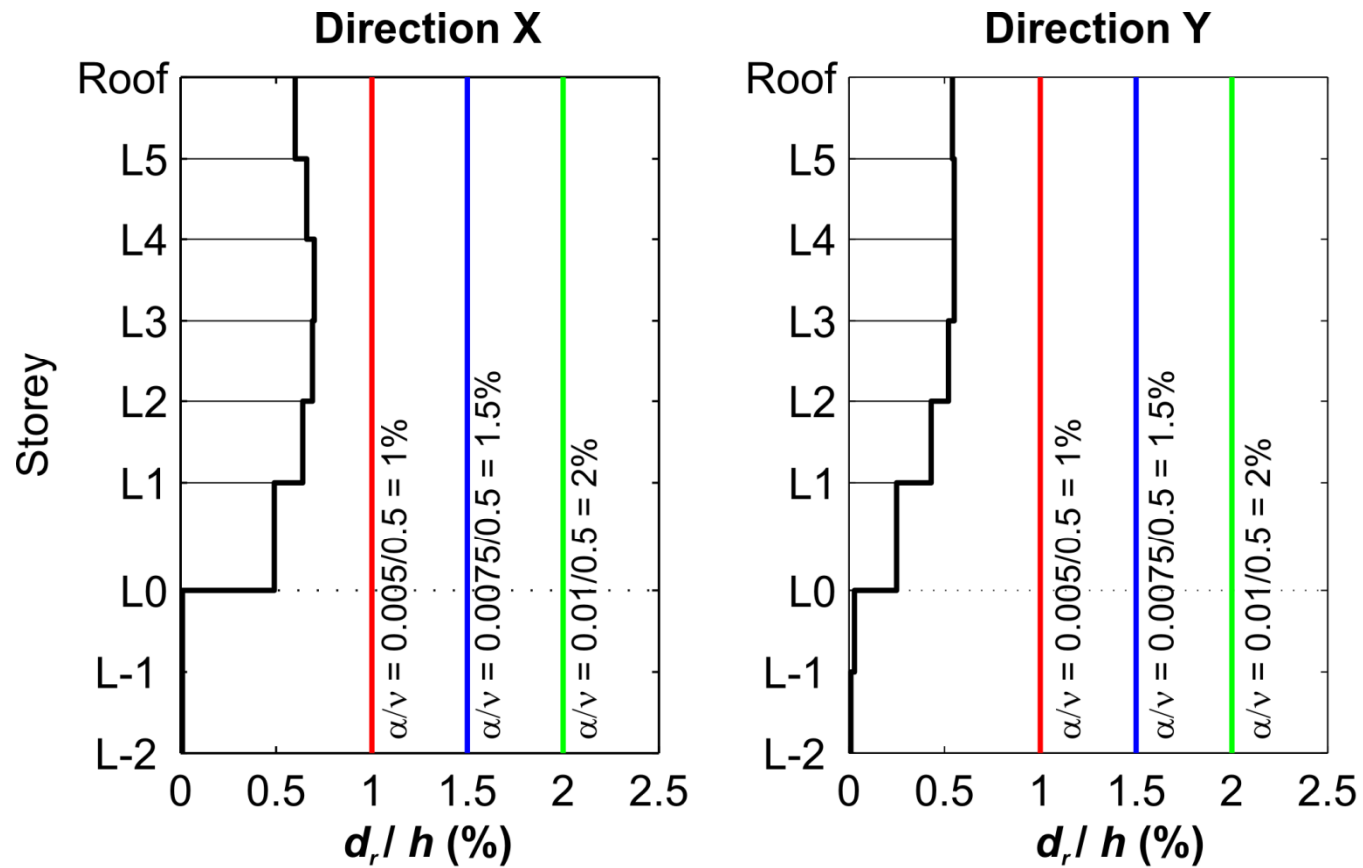 Direction X
Roof
L5
L4
L3
L2
L1
L0
L-1
L-2
Storey
α/ν = 0.005/0.5 = 1%
α/ν = 0.0075/0.5 = 1.5%
α/ν = 0.01/0.5 = 2%
0 0.5 1 1.5 2 2.5
dᵣ / h (%)
Direction Y
Roof
L5
L4
L3
L2
L1
L0
L-1
L-2
α/ν = 0.005/0.5 = 1%
α/ν = 0.0075/0.5 = 1.5%
α/ν = 0.01/0.5 = 2%
0 0.5 1 1.5 2 2.5
dᵣ / h (%)